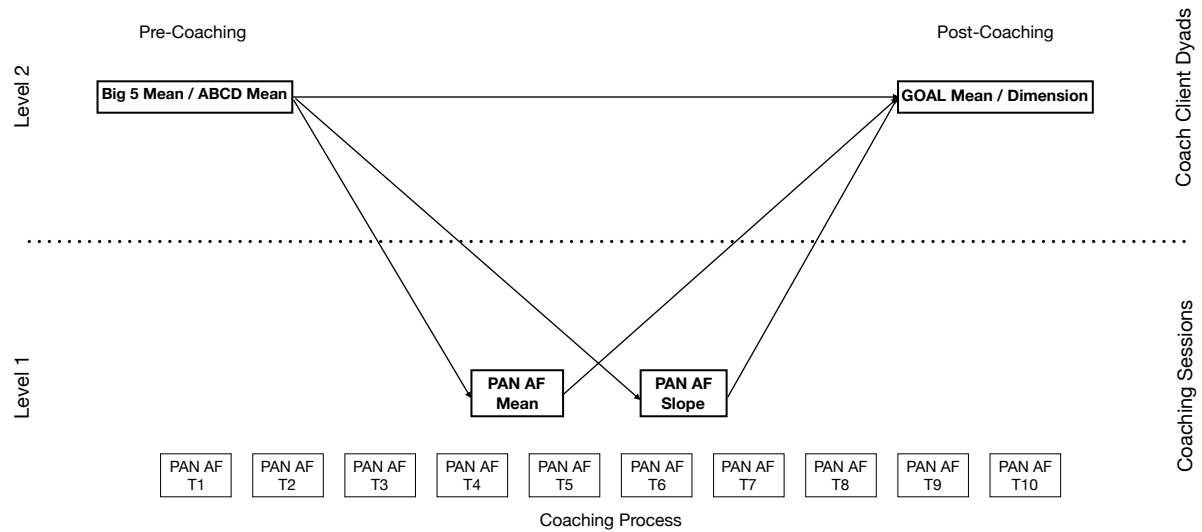 Pre-Coaching
Post-Coaching
Level 2
Coach Client Dyads
Big 5 Mean / ABCD Mean
GOAL Mean / Dimension
Level 1
Coaching Sessions
PAN AF
Mean
PAN AF
Slope
PAN AF
T1
PAN AF
T2
PAN AF
T3
PAN AF
T4
PAN AF
T5
PAN AF
T6
PAN AF
T7
PAN AF
T8
PAN AF
T9
PAN AF
T10
Coaching Process